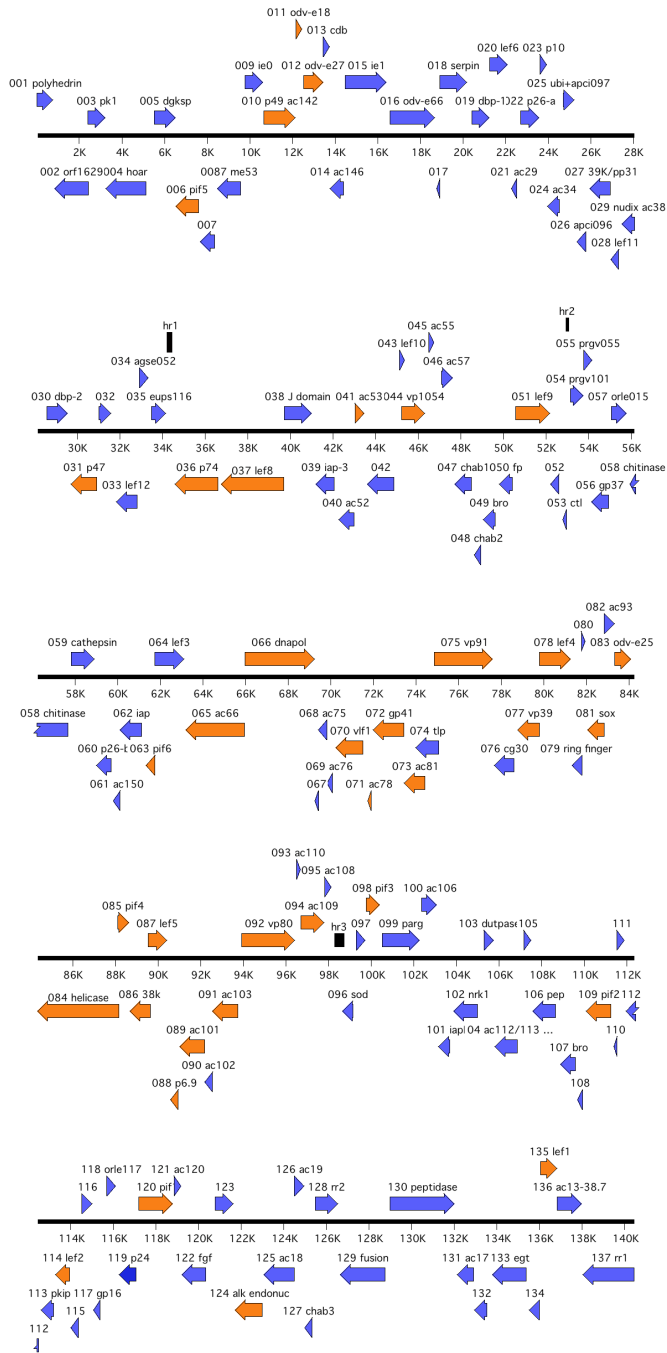 011 odv-e18
013 cdb
009 ie0 012 odv-e27 015 ie1 018 serpin 020 lef6 023 p10
001 polyhedrin 025 ubi+apci097
003 pk1 005 dgksp 010 p49 ac142 016 odv-e66 019 dbp-1 022 p26-a
2K 4K 6K 8K 10K 12K 14K 16K 18K 20K 22K 24K 26K 28K
002 orf1629 004 hoar 0087 me53 014 ac146 017 021 ac29 027 39K/pp31
006 pif5 024 ac34 029 nudix ac38
007 026 apci096
028 lef11
hr1 hr2
045 ac55
034 agse052 043 lef10 055 prgv055
046 ac57 054 prgv101
030 dbp-2 032 035 eups116 038 J domain 041 ac53 044 vp1054 051 lef9 057 orle015
30K 32K 34K 36K 38K 40K 42K 44K 46K 48K 50K 52K 54K 56K
031 p47 036 p74 037 lef8 039 iap-3 042 047 chab1 050 fp 052 058 chitinase
033 lef12 056 gp37
040 ac52 049 bro 053 ctl
048 chab2
082 ac93
080
059 cathepsin 064 lef3 066 dnapol 075 vp91 078 lef4 083 odv-e25
58K 60K 62K 64K 66K 68K 70K 72K 74K 76K 78K 80K 82K 84K
058 chitinase 062 iap 065 ac66 068 ac75 072 gp41 077 vp39 081 sox
070 vlf1 074 tlp
060 p26-b 063 pif6 076 cg30 079 ring finger
069 ac76 073 ac81
061 ac150 067 071 ac78
093 ac110
095 ac108
085 pif4 098 pif3 100 ac106
087 lef5 092 vp80 094 ac109 hr3 097 099 parg 103 dutpase 105 111
86K 88K 90K 92K 94K 96K 98K 100K 102K 104K 106K 108K 110K 112K
084 helicase 086 38k 091 ac103 096 sod 102 nrk1 106 pep 109 pif2 112
089 ac101 101 iap 104 ac112/113 ... 110
090 ac102 107 bro
088 p6.9 108
135 lef1
118 orle117 121 ac120 126 ac19
116 120 pif1 123 128 rr2 130 peptidase 136 ac13-38.7
114K 116K 118K 120K 122K 124K 126K 128K 130K 132K 134K 136K 138K 140K
114 lef2 119 p24 122 fgf 125 ac18 129 fusion 131 ac17 133 egt 137 rr1
113 pkip 117 gp16 124 alk endonuc 132 134
115 127 chab3
112